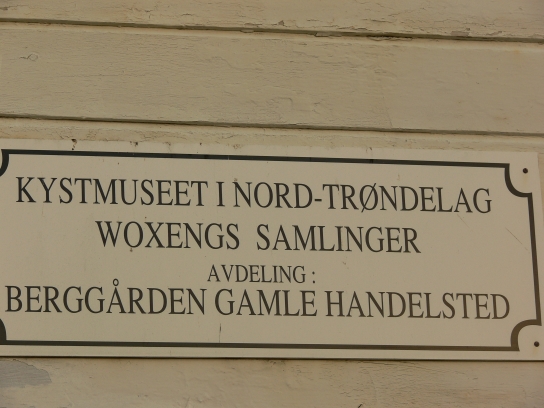 KYSTMUSEET I NORD-TRØNDELAG
WOXENGS SAMLINGER
AVDELING :
BERGGÅRDEN GAMLE HANDELSTED